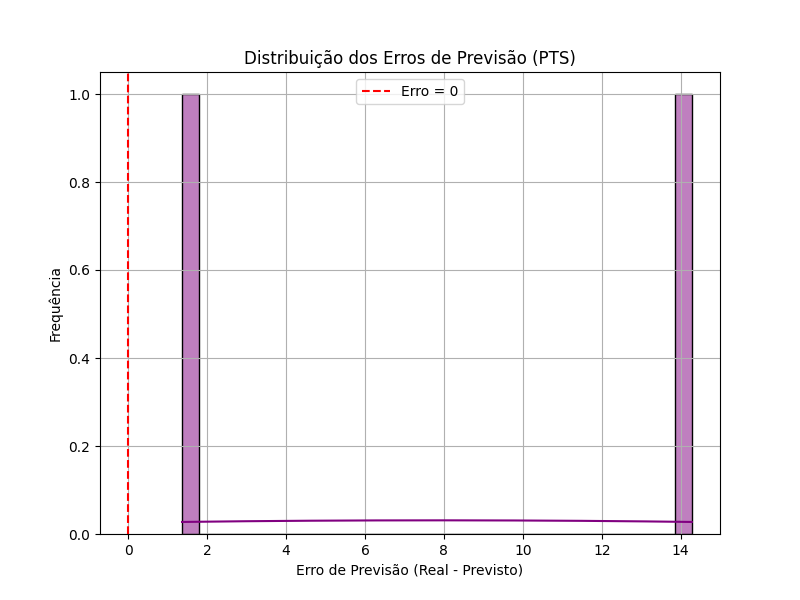 Distribuição dos Erros de Previsão (PTS)
Erro = 0
Frequência
1.0
0.8
0.6
0.4
0.2
0.0
0 2 4 6 8 10 12 14
Erro de Previsão (Real - Previsto)